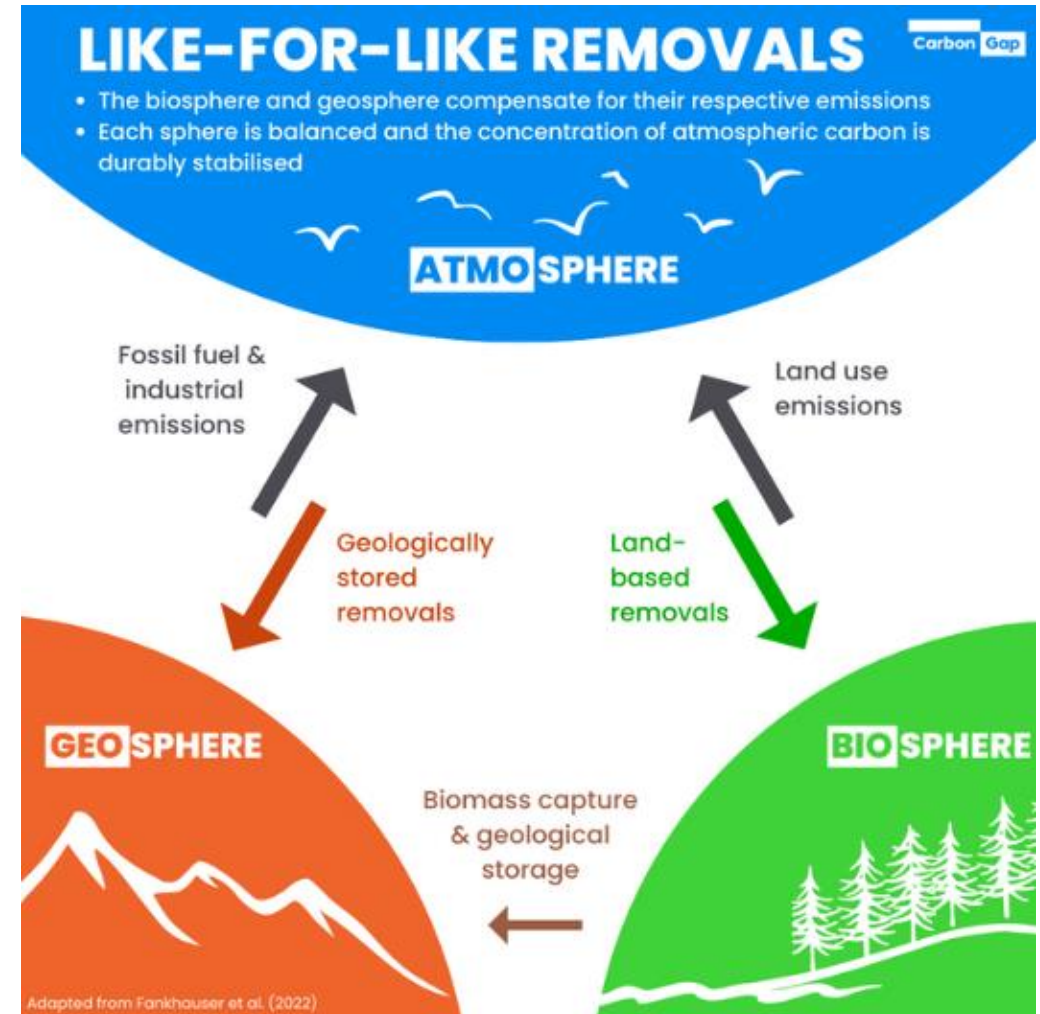 LIKE-FOR-LIKE REMOVALS
Carbon Gap
• The biosphere and geosphere compensate for their respective emissions
• Each sphere is balanced and the concentration of atmospheric carbon is
durably stabilised
ATMOSPHERE
Fossil fuel &
industrial
emissions
Land use
emissions
Geologically
stored
removals
Land-
based
removals
GEOSPHERE
BIOSPHERE
Biomass capture
& geological
storage
Adapted from Fankhauser et al. (2022)